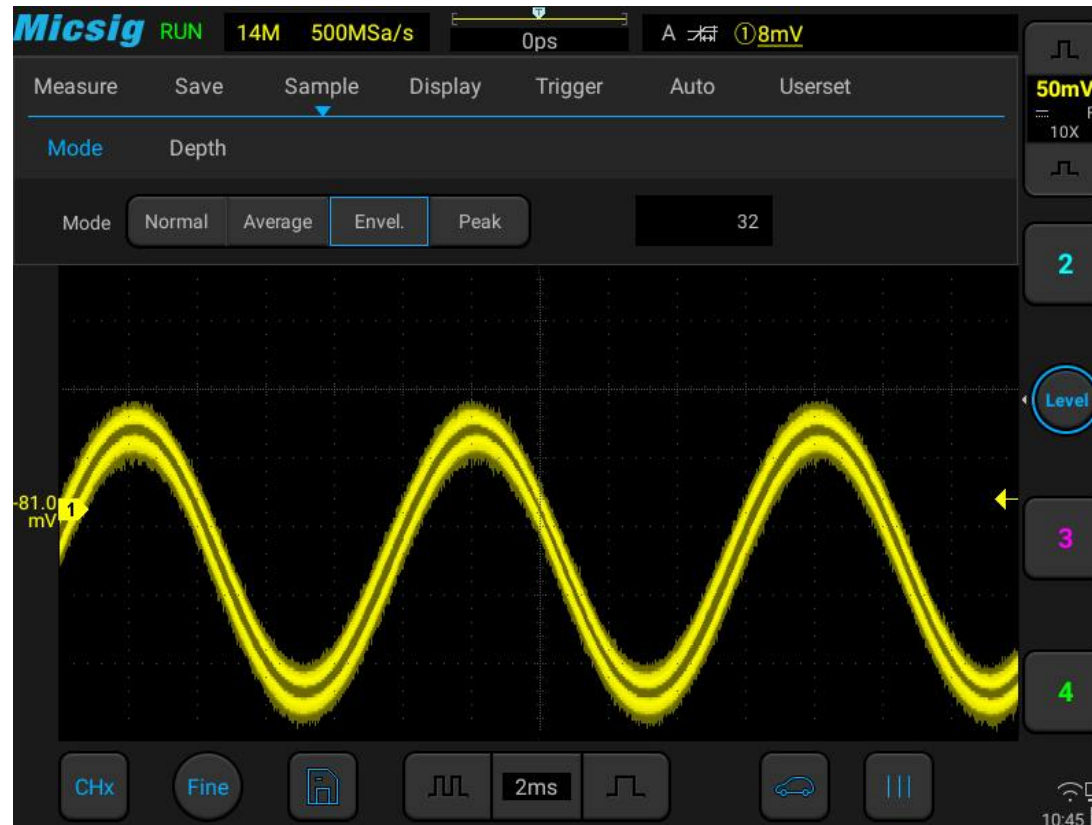 Micsig RUN 14M 500MSa/s T 0ps A ①8mV
Measure Save Sample Display Trigger Auto Userset
50mV
10X
Mode Depth
Mode Normal Average Envel. Peak 32
2
Level
-81.0
mV
1
3
4
CHx Fine 2ms
10:45